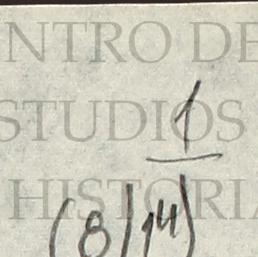 NTRO DE
1
STUDIOS
HISTORIA
(8/14)